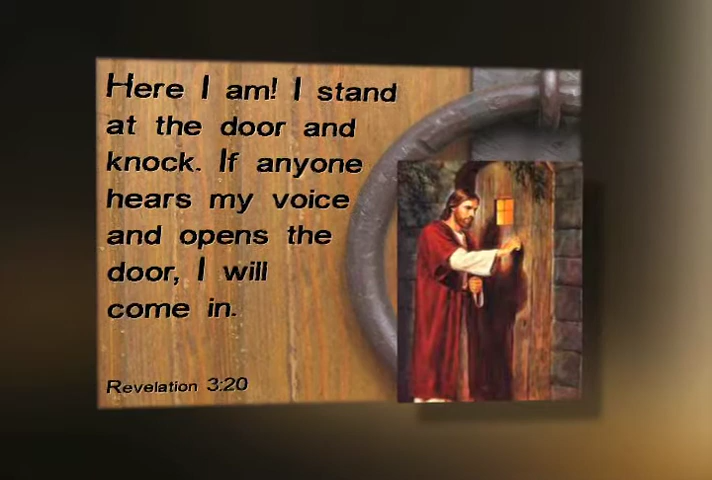 Here I am! I stand
at the door and
knock. If anyone
hears my voice
and opens the
door, I will
come in.
Revelation 3:20